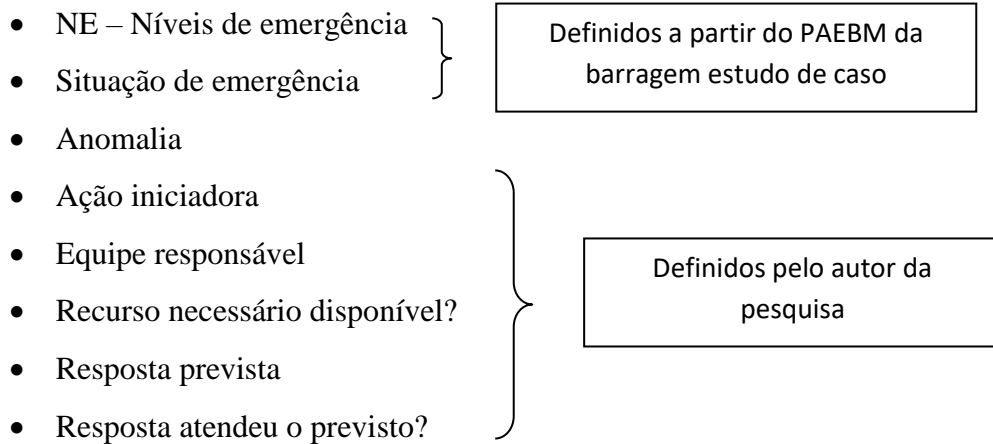 • NE – Níveis de emergência
• Situação de emergência
Definidos a partir do PAEBM da
barragem estudo de caso
• Anomalia
• Ação iniciadora
• Equipe responsável
• Recurso necessário disponível?
• Resposta prevista
• Resposta atendeu o previsto?
Definidos pelo autor da
pesquisa